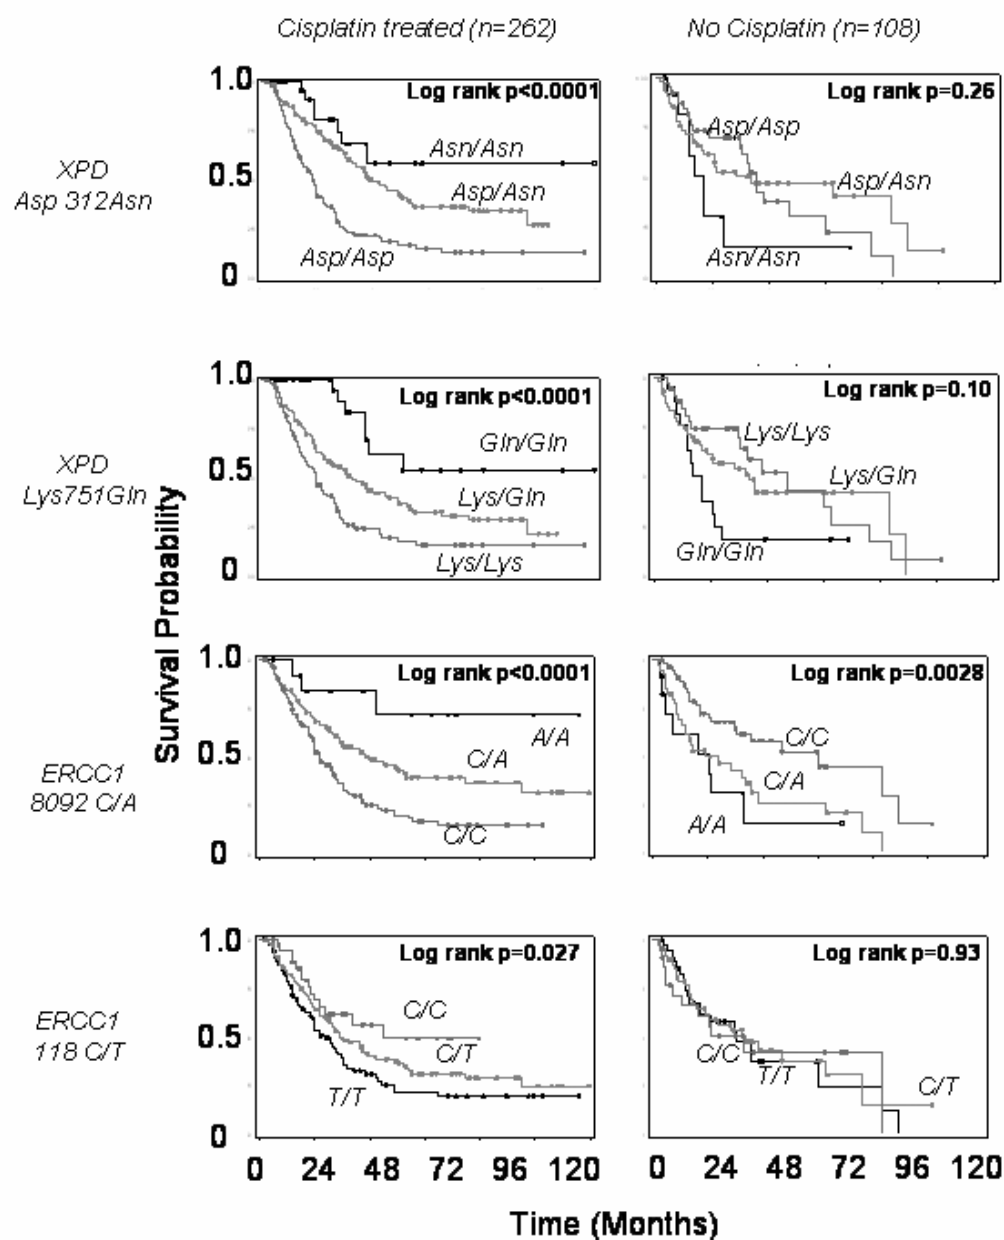 Cisplatin treated (n=262)
No Cisplatin (n=108)
XPD
Asp 312Asn
1.0
0.5
0
Log rank p<0.0001
Asn/Asn
Asp/Asn
Asp/Asp
Log rank p=0.26
Asp/Asp
Asp/Asn
Asn/Asn
XPD
Lys751Gln
1.0
0.5
0
Log rank p<0.0001
Gln/Gln
Lys/Gln
Lys/Lys
Log rank p=0.10
Lys/Lys
Lys/Gln
Gln/Gln
Survival Probability
ERCC1
8092 C/A
1.0
0.5
0
Log rank p<0.0001
A/A
C/A
C/C
Log rank p=0.0028
C/C
C/A
A/A
ERCC1
118 C/T
1.0
0.5
0
Log rank p=0.027
C/C
C/T
T/T
Log rank p=0.93
C/C
T/T
C/T
0 24 48 72 96 120
0 24 48 72 96 120
Time (Months)